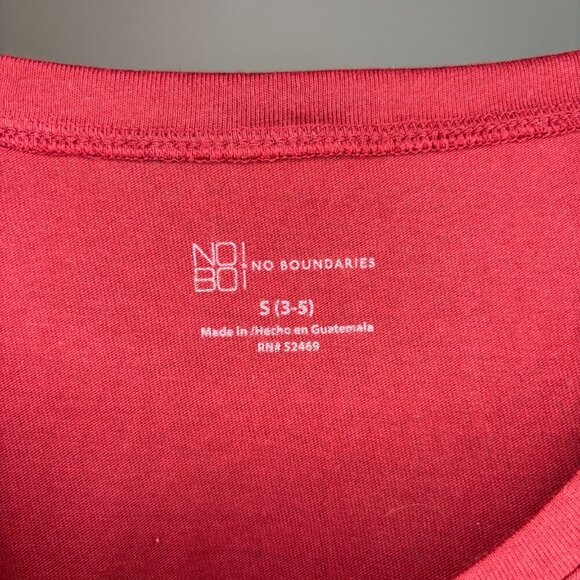 NO
BO
NO BOUNDARIES
S (3-5)
Made in /Hecho en Guatemala
RN# 52469